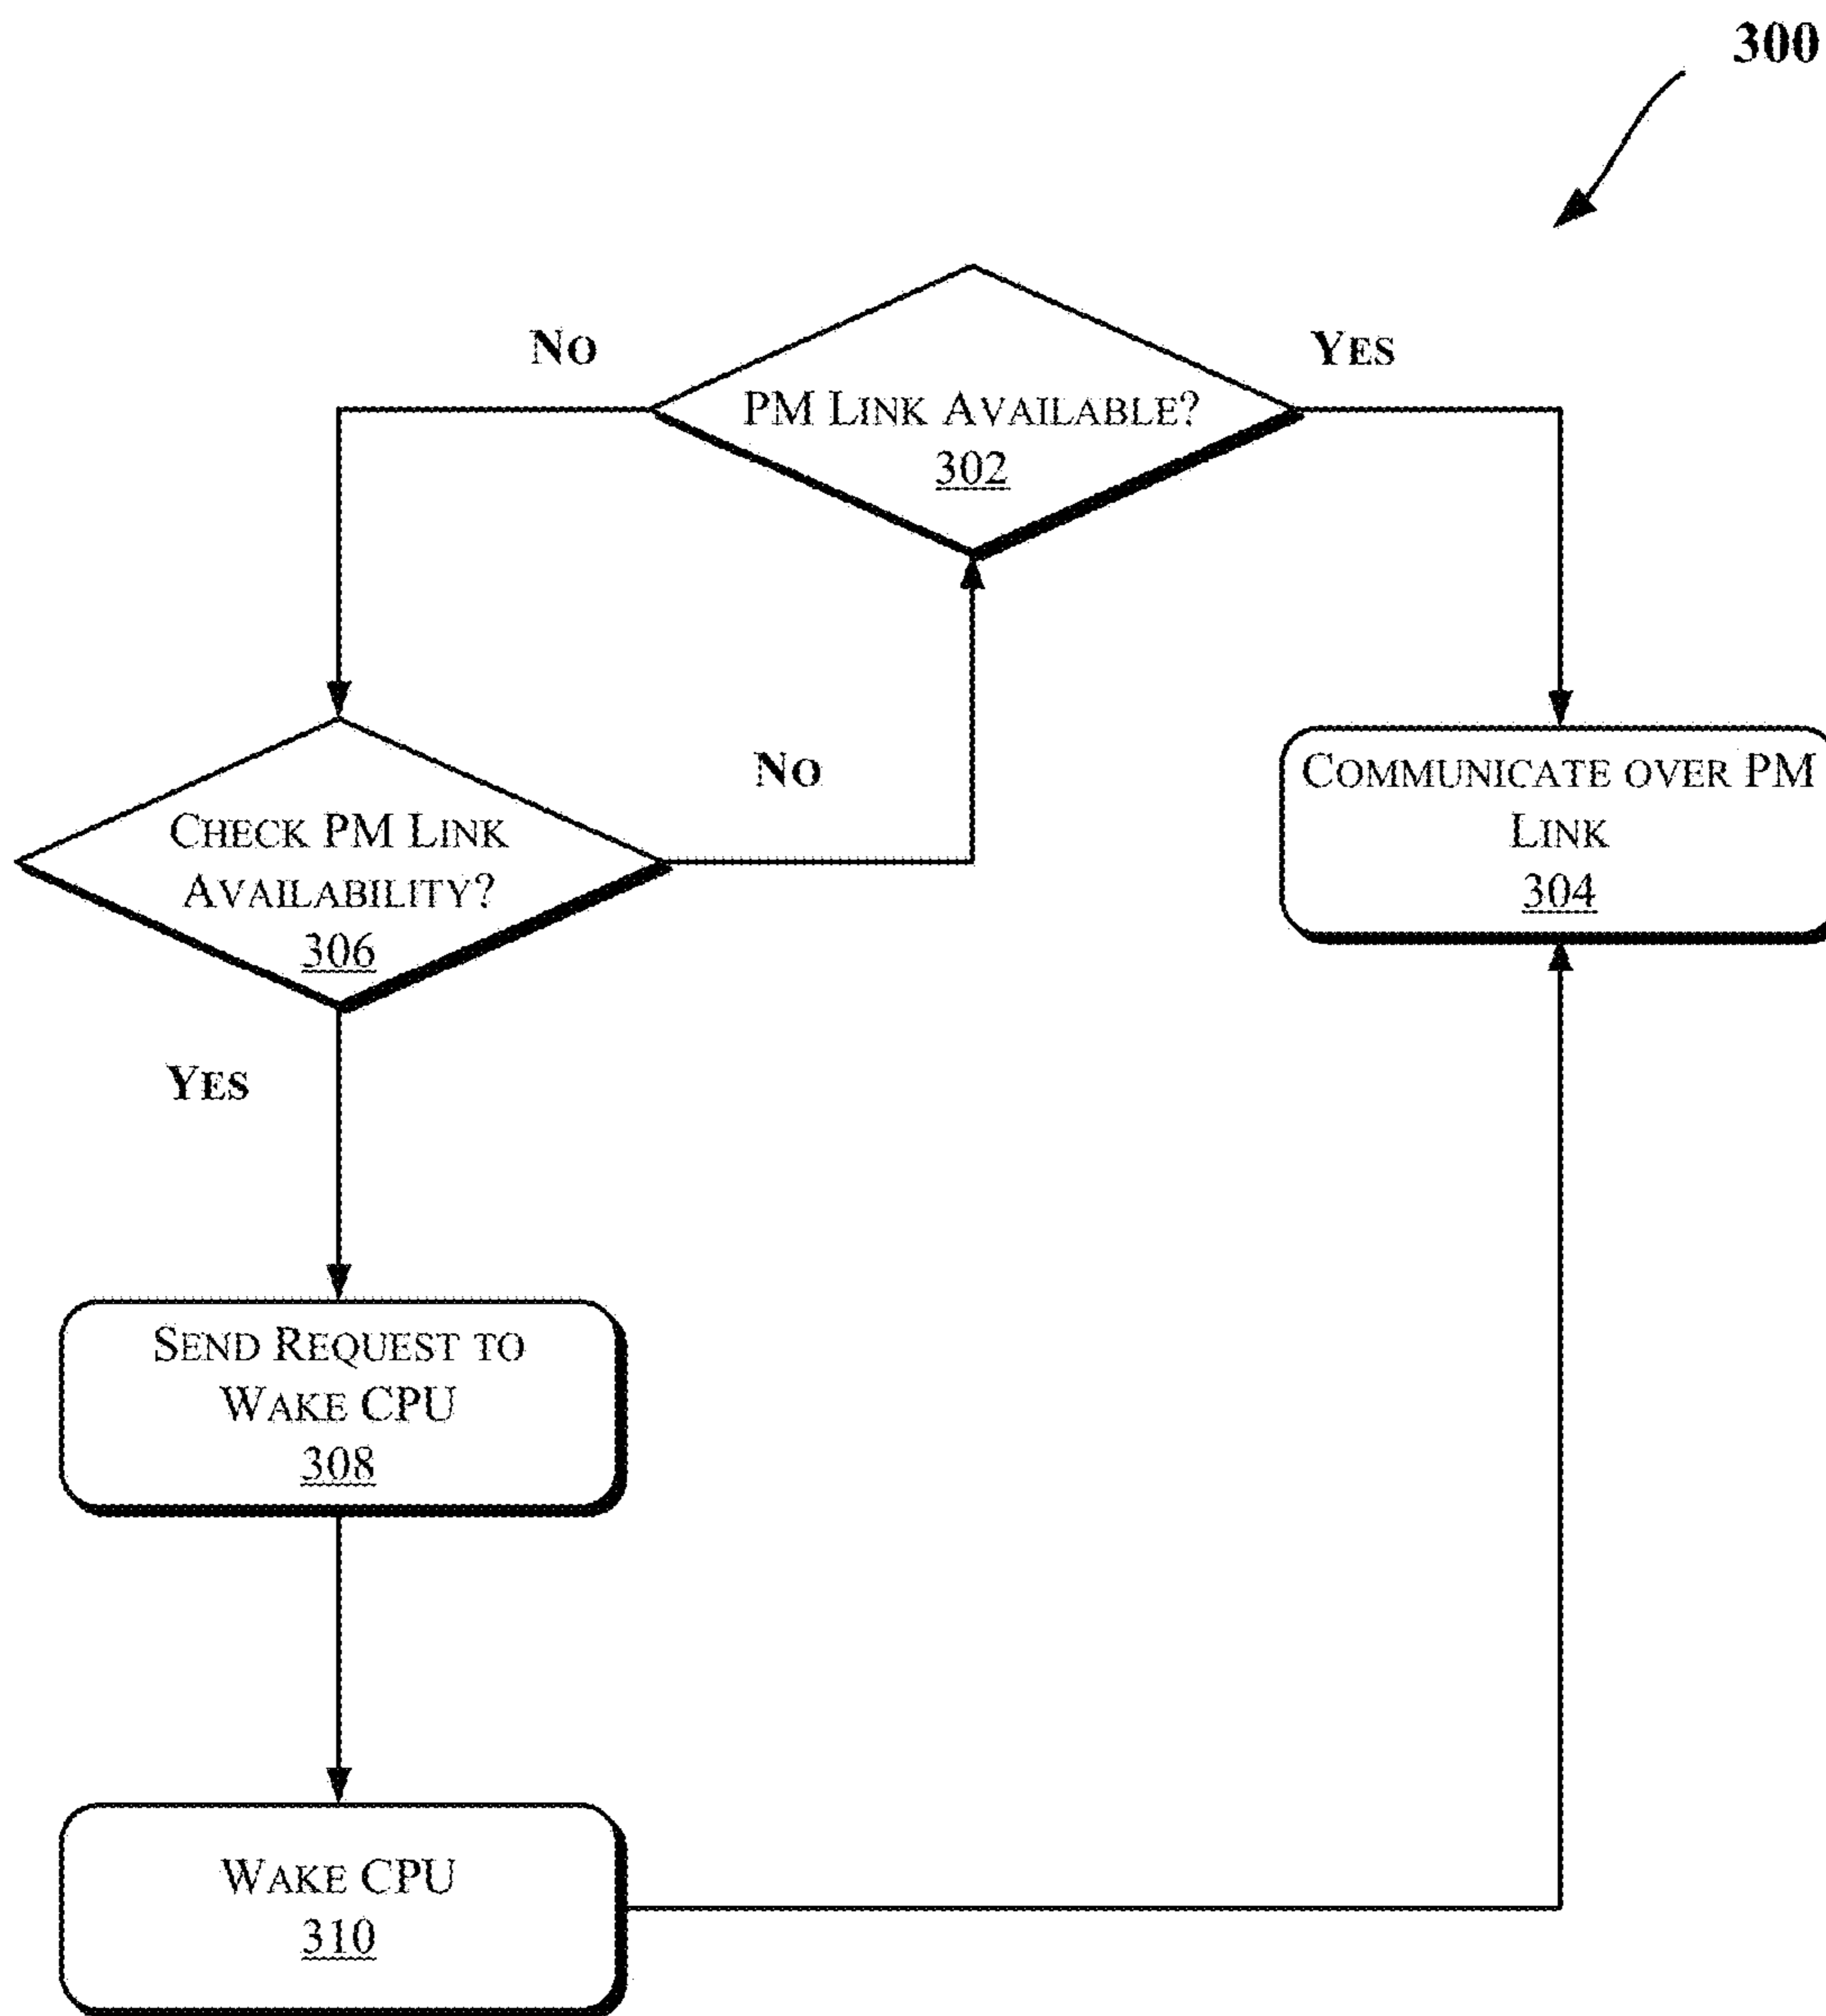 300
NO
YES
PM LINK AVAILABLE?
302
NO
COMMUNICATE OVER PM
LINK
304
CHECK PM LINK
AVAILABILITY?
306
YES
SEND REQUEST TO
WAKE CPU
308
WAKE CPU
310